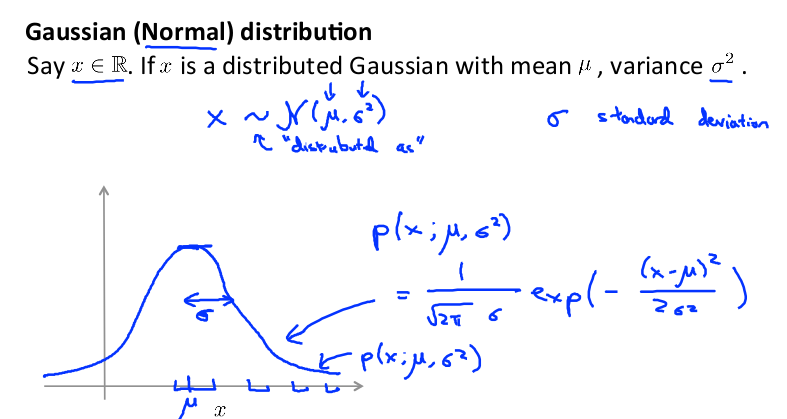 Gaussian (Normal) distribution
Say x ∈ ℝ. If x is a distributed Gaussian with mean μ, variance σ².
x ~ N(μ, σ²)
σ standard deviation
"distributed as"
p(x; μ, σ²)
= 1/(√2π σ) exp(- (x-μ)²/2σ²)
σ
p(x; μ, σ²)
μ
x